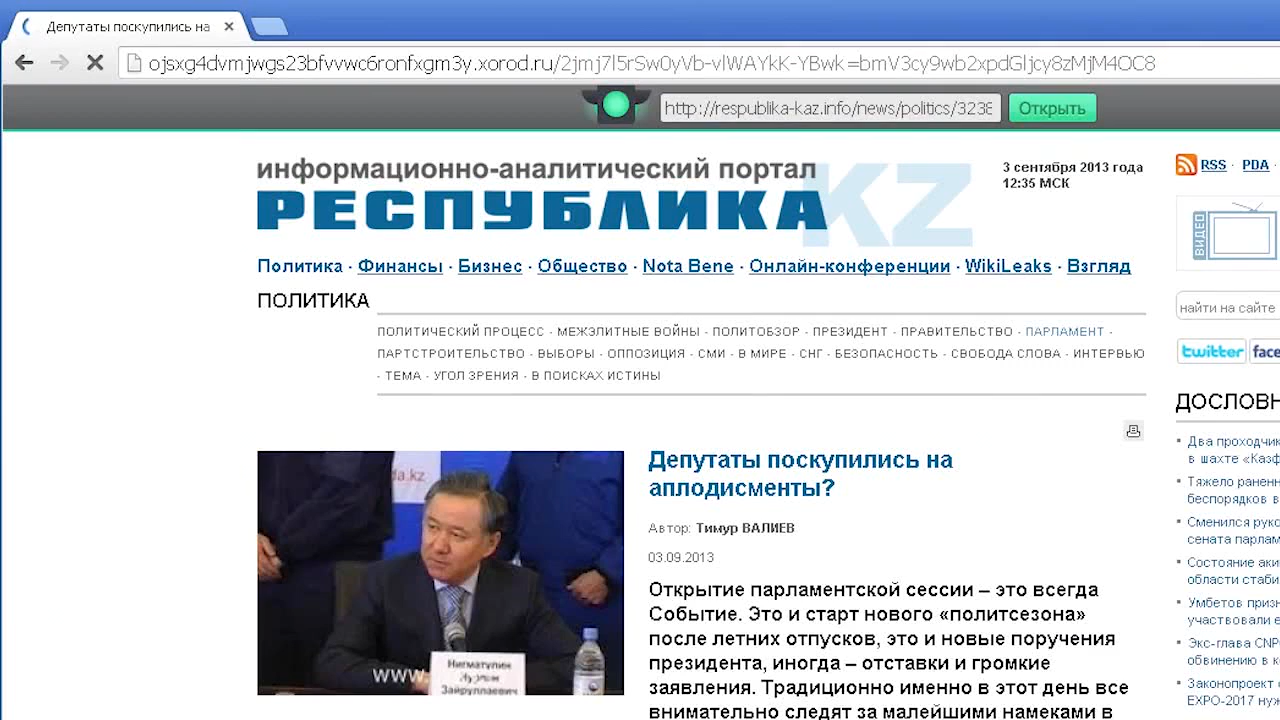 Депутаты поскупились на
ojsxg4dvmjwgs23bfvvwc6ronfxgm3y.xorod.ru/2jmj7l5rSw0yVb-vlWAYkK-YBwk=bmV3cy9wb2xpdGljcy8zMjM4OC8
http://respublika-kaz.info/news/politics/3238
Открыть
информационно-аналитический портал
РЕСПУБЛИКА KZ
3 сентября 2013 года
12:35 МСК
RSS · PDA ·
ВИДЕО
Политика · Финансы · Бизнес · Общество · Nota Bene · Онлайн-конференции · WikiLeaks · Взгляд
ПОЛИТИКА
найти на сайте
ПОЛИТИЧЕСКИЙ ПРОЦЕСС · МЕЖЭЛИТНЫЕ ВОЙНЫ · ПОЛИТОБЗОР · ПРЕЗИДЕНТ · ПРАВИТЕЛЬСТВО · ПАРЛАМЕНТ ·
ПАРТСТРОИТЕЛЬСТВО · ВЫБОРЫ · ОППОЗИЦИЯ · СМИ · В МИРЕ · СНГ · БЕЗОПАСНОСТЬ · СВОБОДА СЛОВА · ИНТЕРВЬЮ
· ТЕМА · УГОЛ ЗРЕНИЯ · В ПОИСКАХ ИСТИНЫ
twitter face
da.kz
www.
Нигматулин
Нурлан
Зайруллаевич
Депутаты поскупились на
аплодисменты?
Автор: Тимур ВАЛИЕВ
03.09.2013
Открытие парламентской сессии – это всегда
Событие. Это и старт нового «политсезона»
после летних отпусков, это и новые поручения
президента, иногда – отставки и громкие
заявления. Традиционно именно в этот день все
внимательно следят за малейшими намеками в
ДОСЛОВН
Два проходчик
в шахте «Казф
Тяжело раненн
беспорядков в
Сменился руко
сената парлам
Состояние аки
области стаби
Умбетов призн
участвовали е
Экс-глава CNPC
обвинению в к
Законопроект о
EXPO-2017 нуж